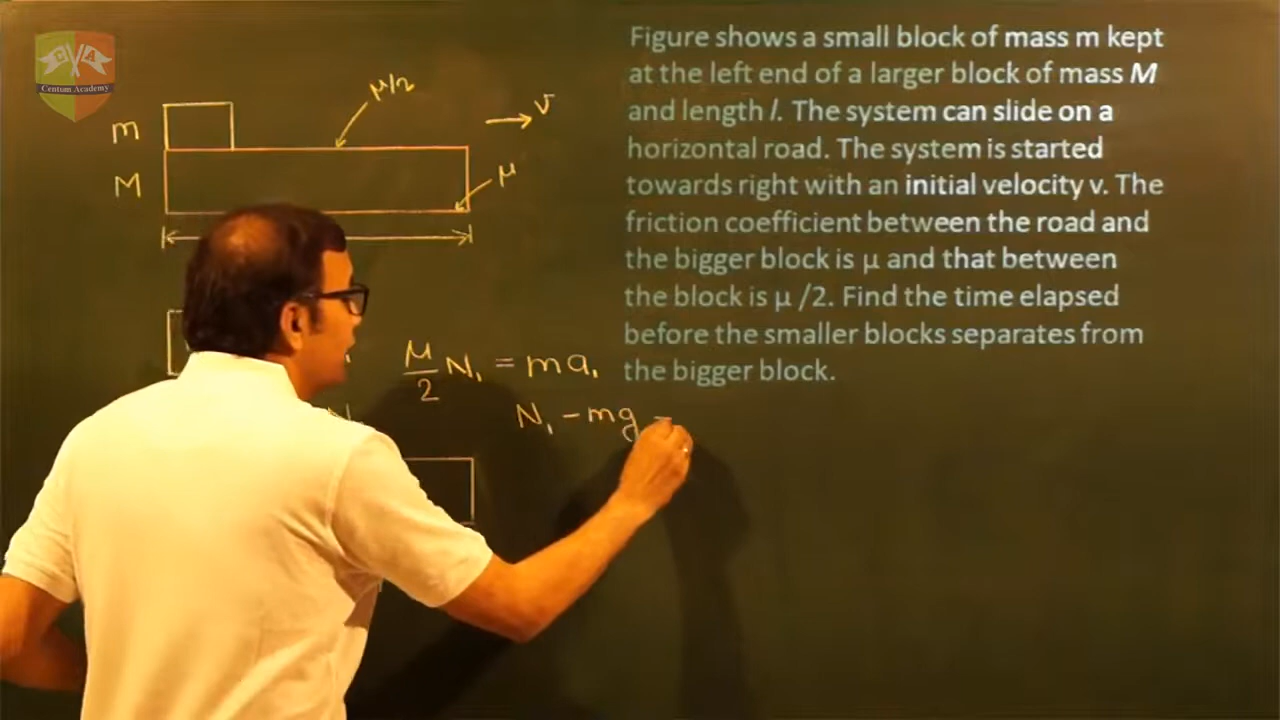 C A
Centum Academy
Figure shows a small block of mass m kept
at the left end of a larger block of mass M
and length l. The system can slide on a
horizontal road. The system is started
towards right with an initial velocity v. The
friction coefficient between the road and
the bigger block is μ and that between
the block is μ /2. Find the time elapsed
before the smaller blocks separates from
the bigger block.
μ/2
v
m
M
μ
μ/2 N₁ = ma₁
N₁ - mg